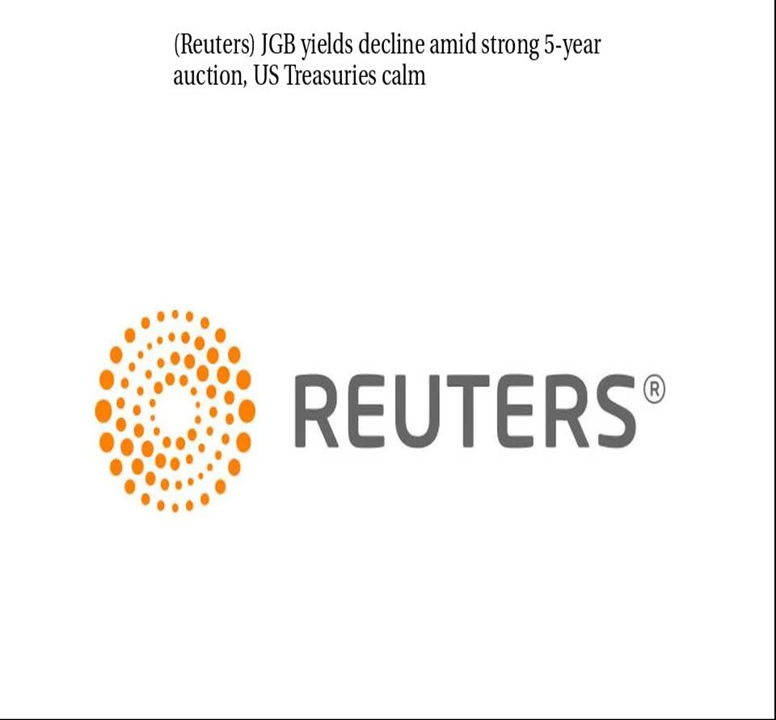 (Reuters) JGB yields decline amid strong 5-year
auction, US Treasuries calm
REUTERS®